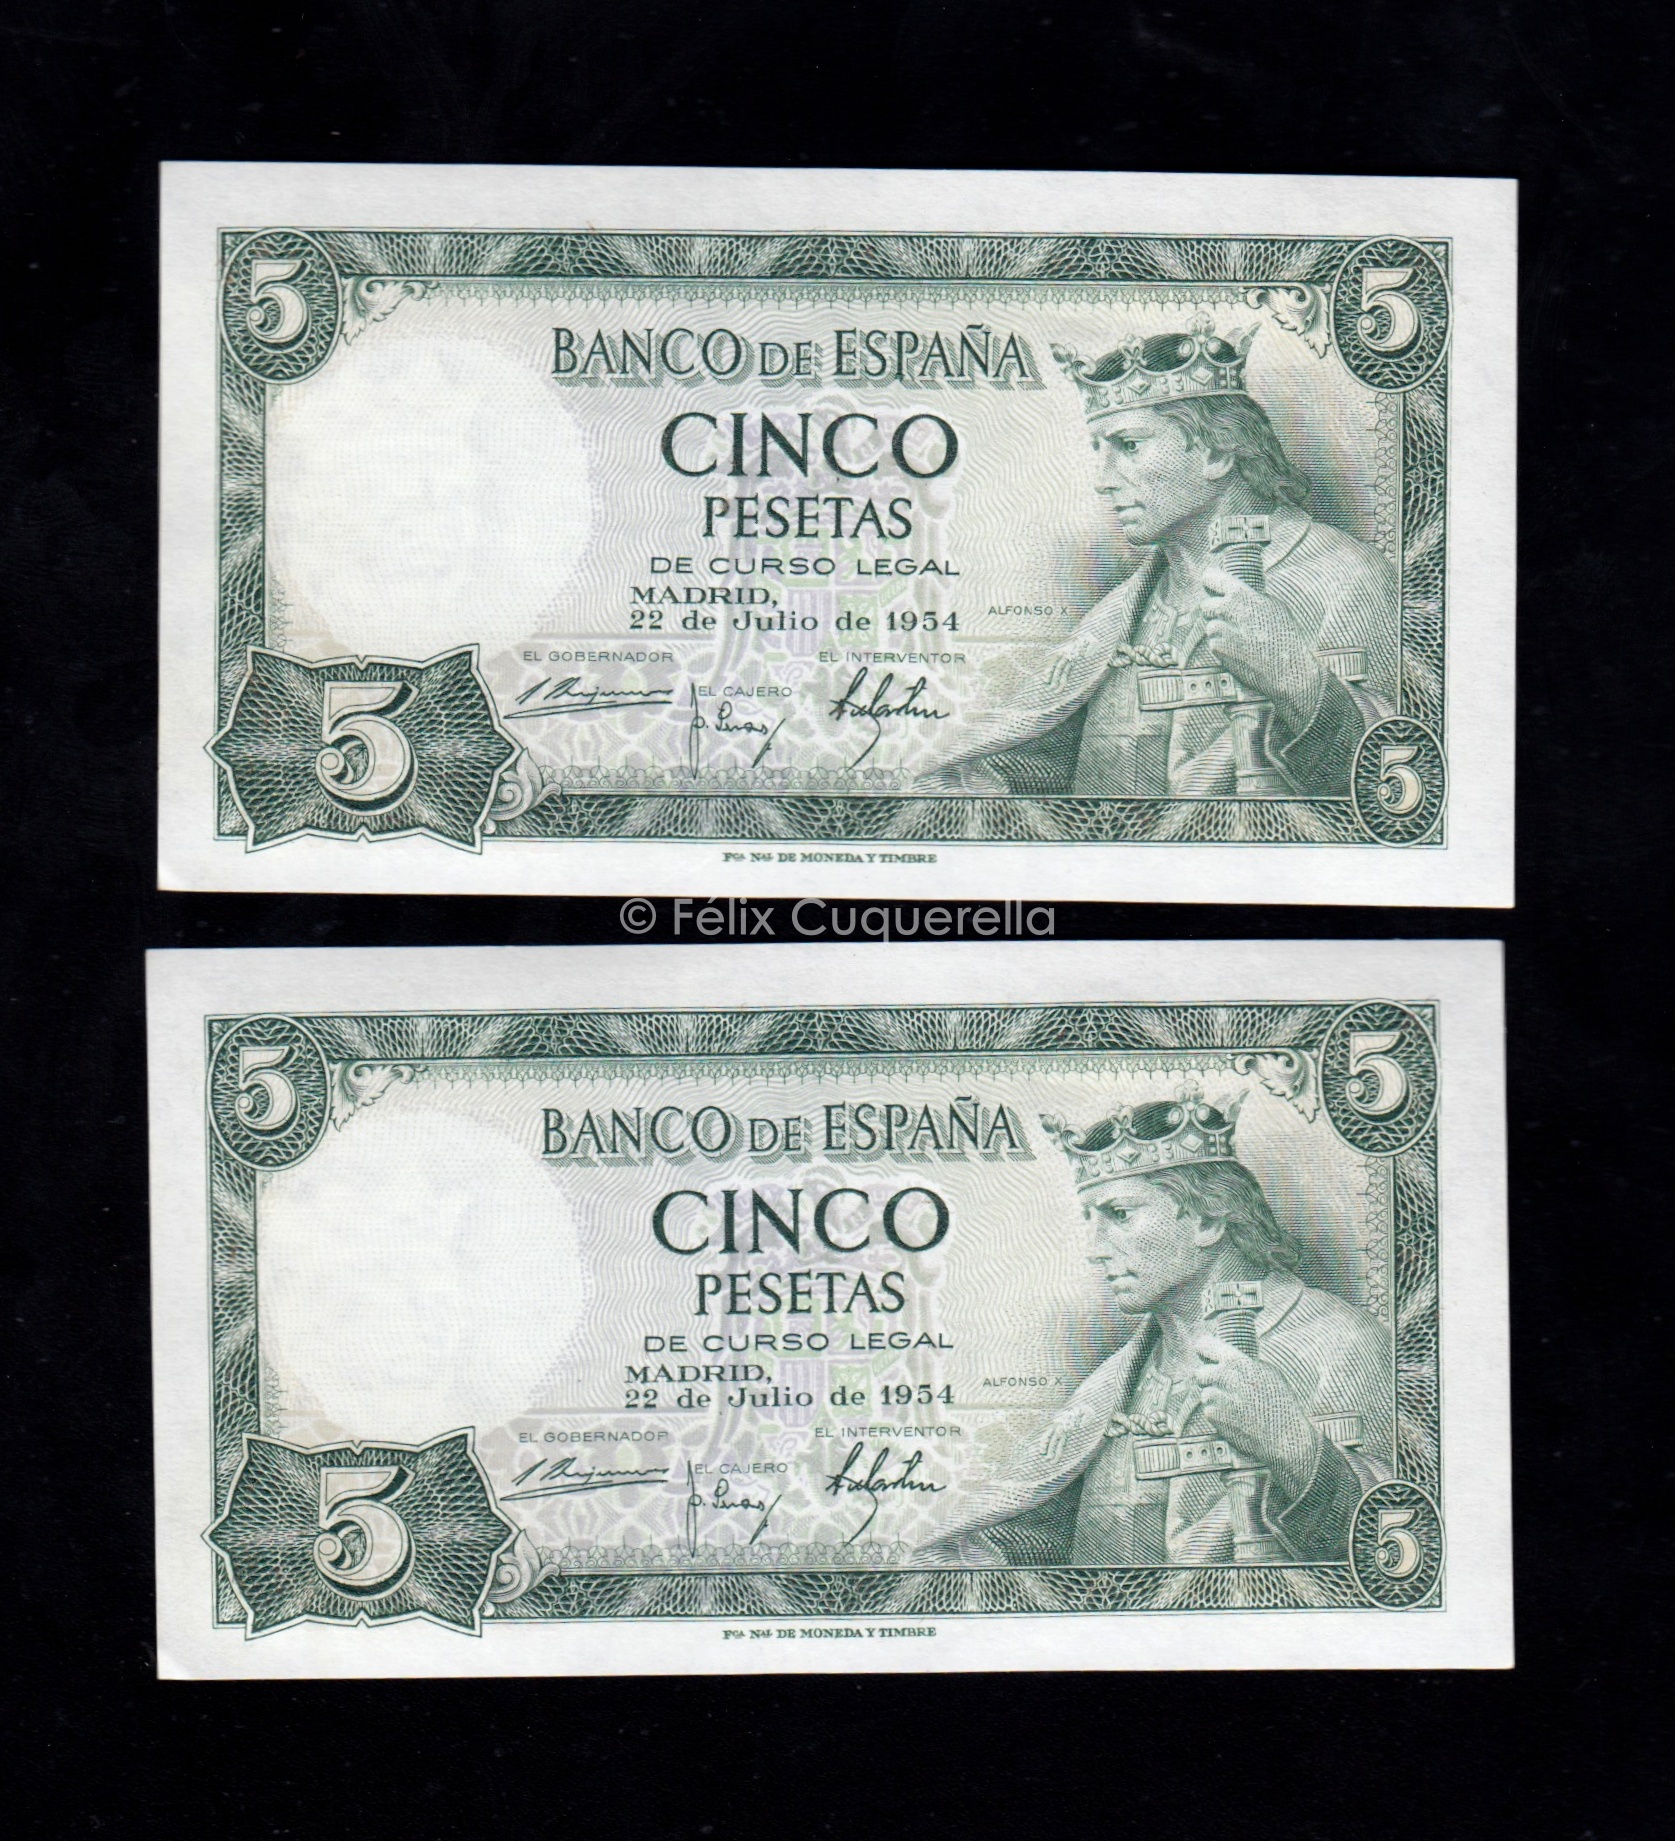 5
5
BANCO DE ESPAÑA
CINCO
PESETAS
DE CURSO LEGAL
MADRID,
22 de Julio de 1954
ALFONSO X
EL GOBERNADOR
EL INTERVENTOR
EL CAJERO
5
5
Fca. Nal. DE MONEDA Y TIMBRE
© Félix Cuquerella
5
5
BANCO DE ESPAÑA
CINCO
PESETAS
DE CURSO LEGAL
MADRID,
22 de Julio de 1954
ALFONSO X
EL GOBERNADOR
EL INTERVENTOR
EL CAJERO
5
5
Fca. Nal. DE MONEDA Y TIMBRE